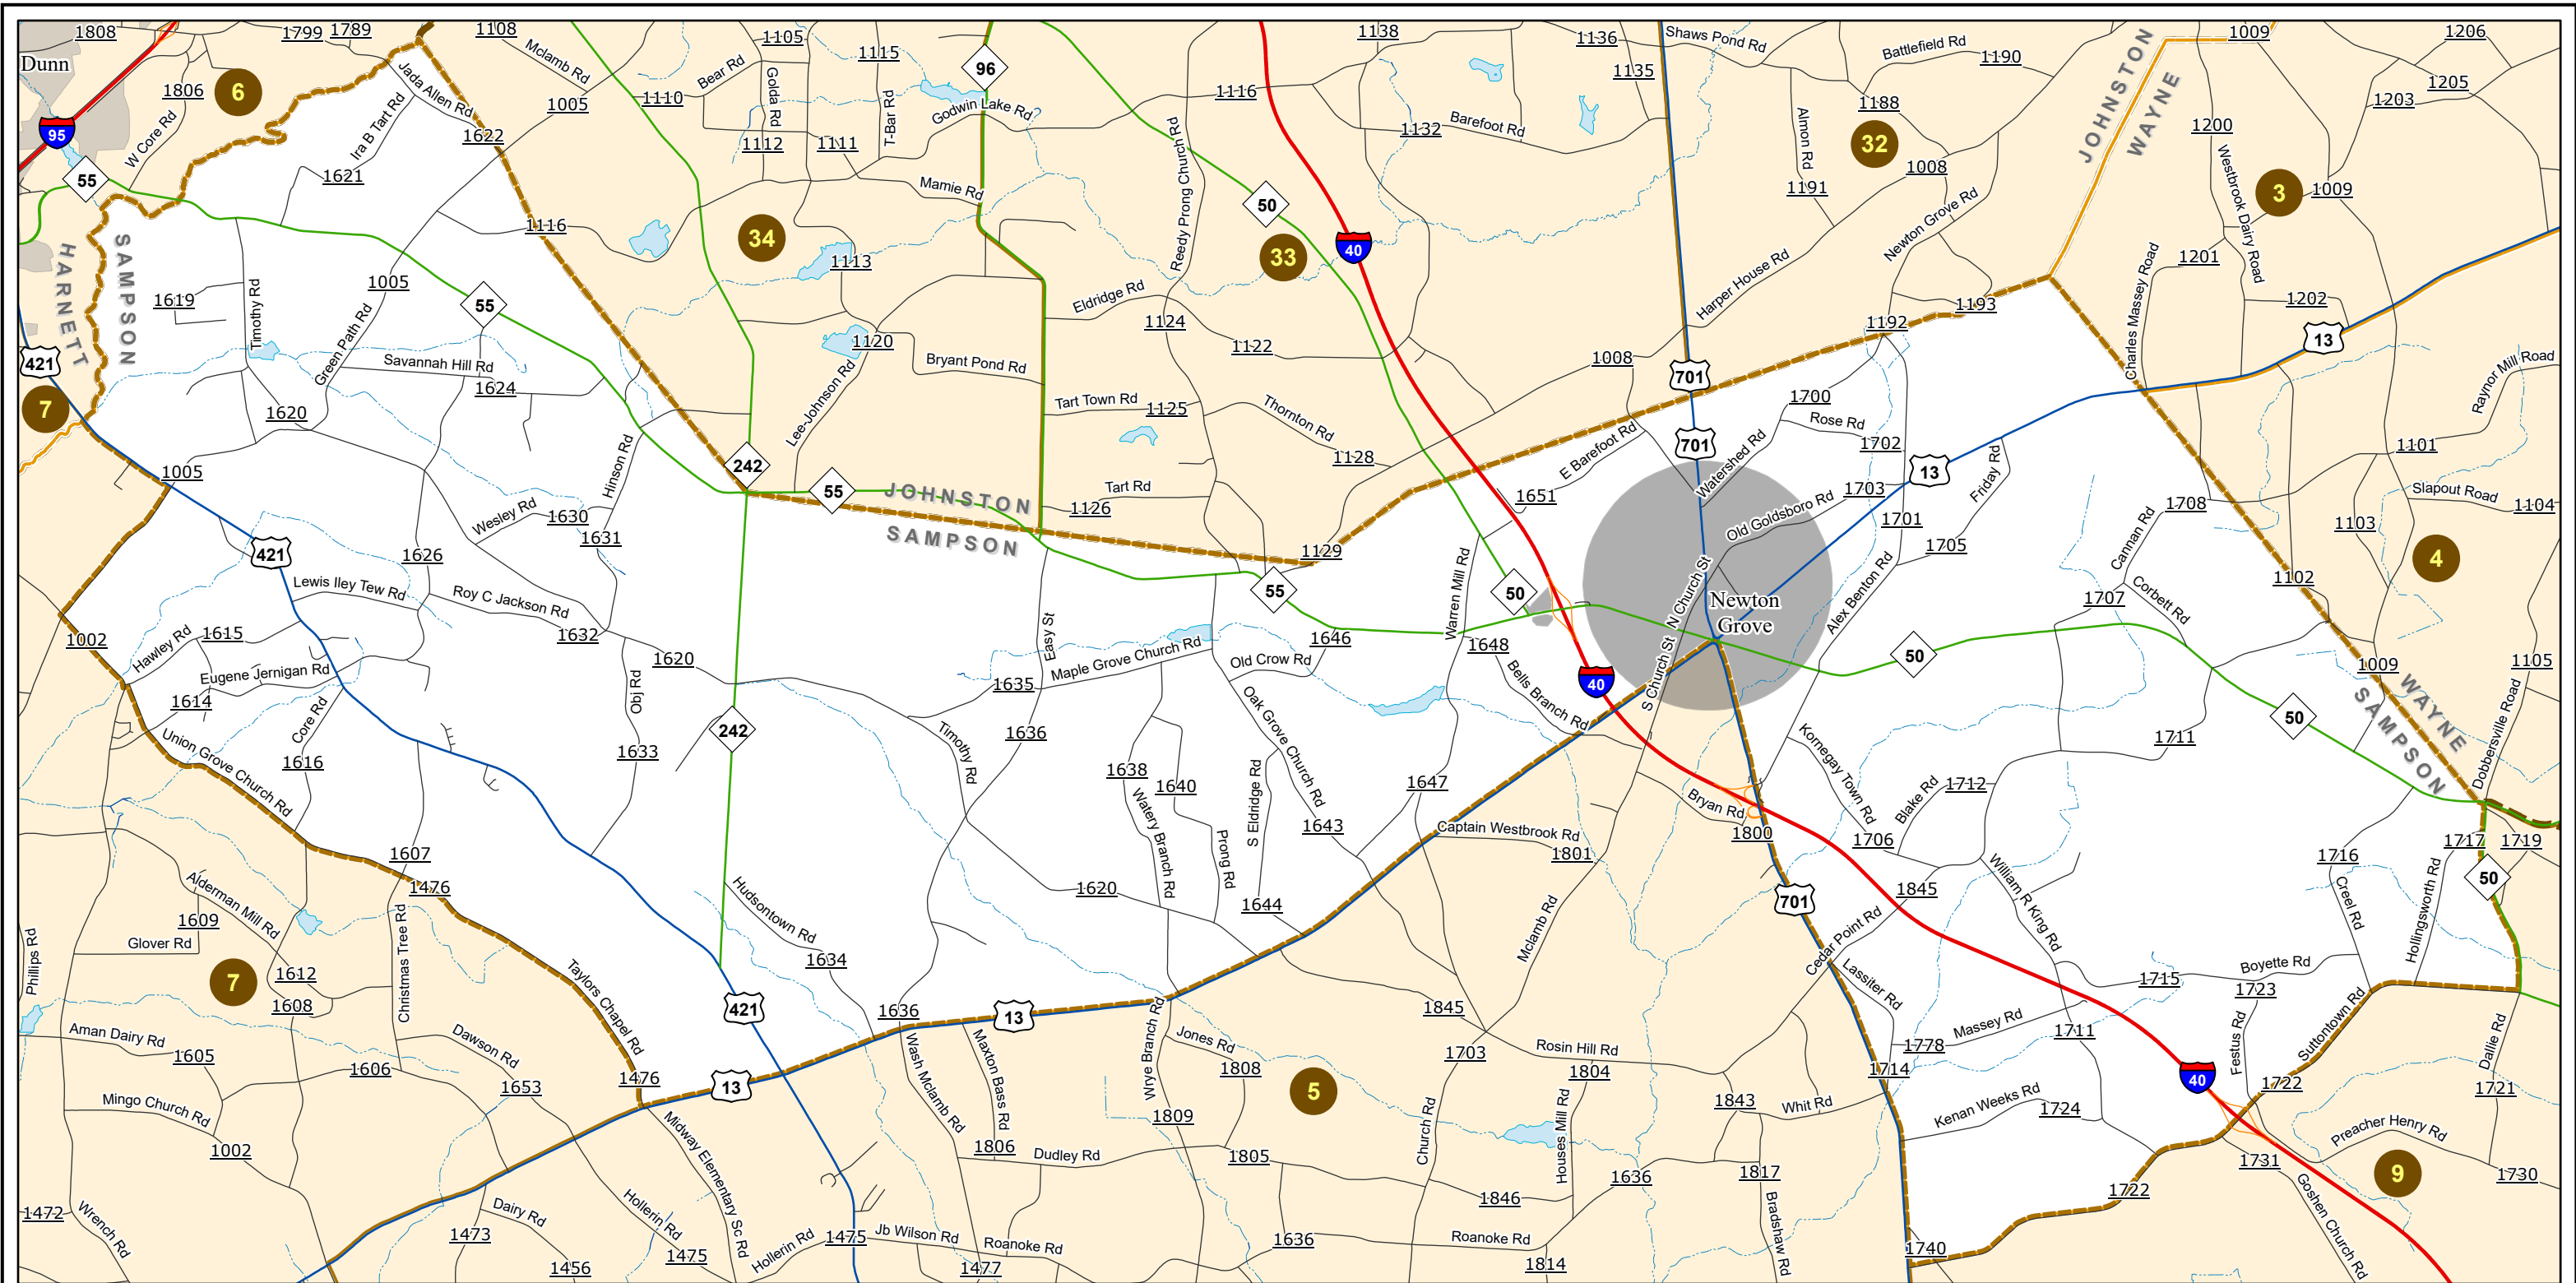 1808
1799
1789
1108
1105
1115
96
1138
1136
Shaws Pond Rd
Battlefield Rd
1190
1009
1206
Dunn
Mclamb Rd
Bear Rd
Golda Rd
1135
JOHNSTON
WAYNE
1205
1203
1806
6
Jada Allen Rd
1005
1110
T-Bar Rd
Godwin Lake Rd
1116
1188
95
W Core Rd
Ira B Tart Rd
1622
1112
1111
1132
Barefoot Rd
Almon Rd
32
1200
55
1621
Mamie Rd
Reedy Prong Church Rd
50
1191
1008
Westbrook Dairy Road
3
1009
1116
34
33
40
Newton Grove Rd
HARNETT
SAMPSON
1005
1113
Harper House Rd
Charles Massey Road
1201
1619
Timothy Rd
Green Path Rd
55
Eldridge Rd
1124
1193
1202
1192
13
421
Savannah Hill Rd
1624
1120
Bryant Pond Rd
1122
1008
701
Raynor Mill Road
7
1620
Lee-Johnson Rd
Tart Town Rd
1125
Thornton Rd
1128
E Barefoot Rd
701
Watershed Rd
1700
Rose Rd
1702
1101
1005
Hinson Rd
242
55
JOHNSTON
SAMPSON
Tart Rd
1126
1651
Old Goldsboro Rd
1703
13
Friday Rd
1701
1708
Slapout Road
1104
1103
Wesley Rd
1630
1631
421
1626
1129
1705
Cannan Rd
4
Lewis Iley Tew Rd
Roy C Jackson Rd
1632
55
Warren Mill Rd
50
N Church St
Newton
Grove
Alex Benton Rd
1707
Corbett Rd
1102
1002
Hawley Rd
1615
Easy St
1646
1648
S Church St
50
1009
1105
Eugene Jernigan Rd
1614
1620
Obj Rd
1635
Maple Grove Church Rd
Old Crow Rd
Bells Branch Rd
40
WAYNE
SAMPSON
Core Rd
1616
Union Grove Church Rd
1633
242
Timothy Rd
1636
Oak Grove Church Rd
Kornegay Town Rd
1711
50
Dobbersville Road
1638
1640
Watery Branch Rd
Prong Rd
S Eldridge Rd
1643
1647
Bryan Rd
1800
Blake Rd
1712
1706
Captain Westbrook Rd
1801
1607
1476
1717
1719
1716
50
Alderman Mill Rd
1609
Glover Rd
Hudsontown Rd
1634
1620
1644
701
1845
William R King Rd
Creel Rd
Hollingsworth Rd
Phillips Rd
7
1612
1608
Christmas Tree Rd
Taylors Chapel Rd
421
Mclamb Rd
Cedar Point Rd
Lassiter Rd
1715
Boyette Rd
1723
1636
13
1845
Suttontown Rd
Aman Dairy Rd
1605
Dawson Rd
1606
1653
1476
13
Wash Mclamb Rd
Maxton Bass Rd
Wrye Branch Rd
Jones Rd
1808
5
1703
Rosin Hill Rd
1804
1714
1778
Massey Rd
1711
Festus Rd
40
1722
Dallie Rd
1721
Mingo Church Rd
1002
Midway Elementary Sc Rd
1809
1806
Dudley Rd
1805
Church Rd
Houses Mill Rd
1843
Whit Rd
Kenan Weeks Rd
1724
Preacher Henry Rd
1731
9
1730
1472
Wrench Rd
1473
Dairy Rd
1456
Hollerin Rd
1475
Hollerin Rd
1475
Jb Wilson Rd
Roanoke Rd
1477
1636
1846
Roanoke Rd
1814
1636
1817
Bradshaw Rd
1740
1722
Goshen Church Rd